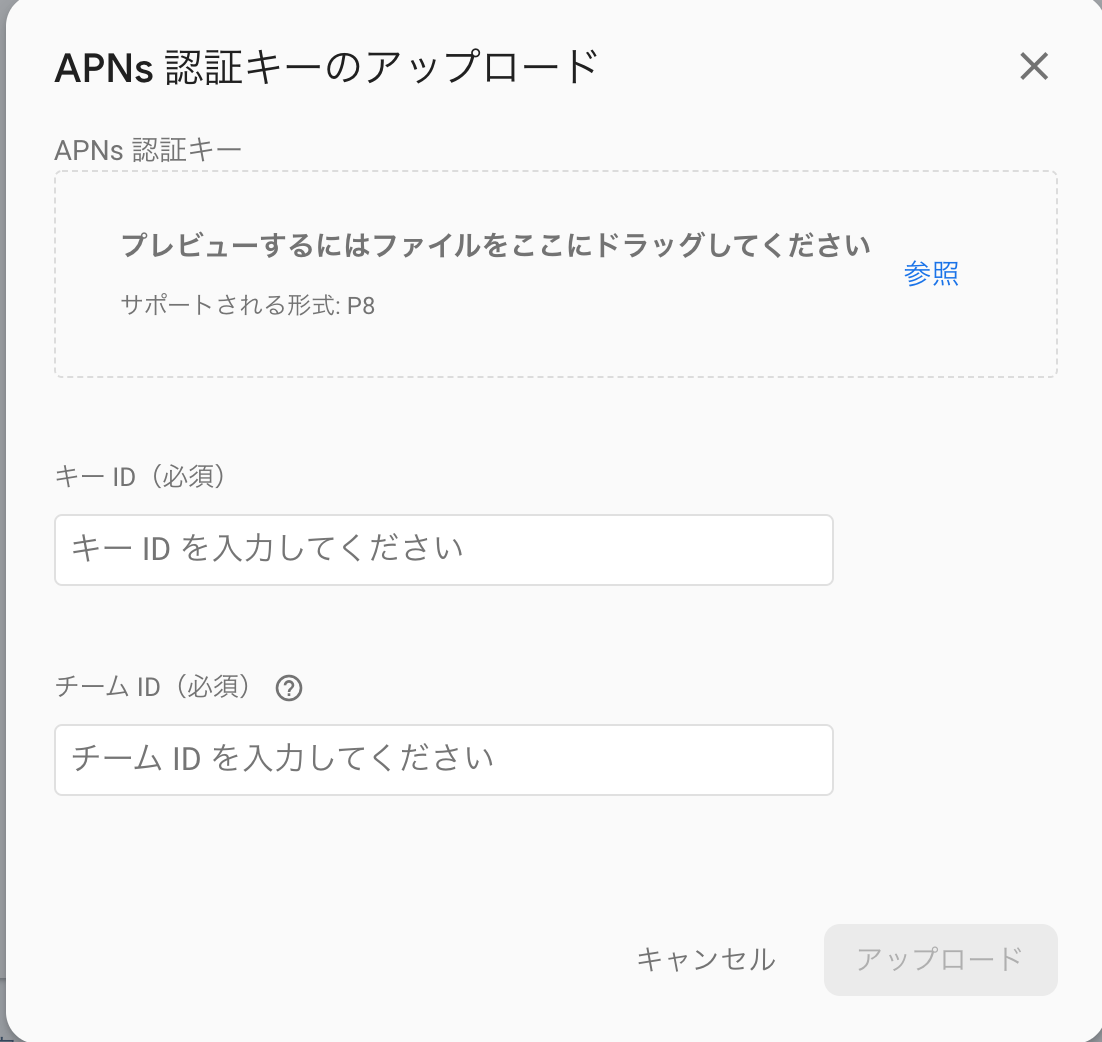 APNs 認証キーのアップロード
APNs 認証キー
プレビューするにはファイルをここにドラッグしてください
参照
サポートされる形式: P8
キー ID（必須）
キー ID を入力してください
チーム ID（必須）
チーム ID を入力してください
キャンセル
アップロード